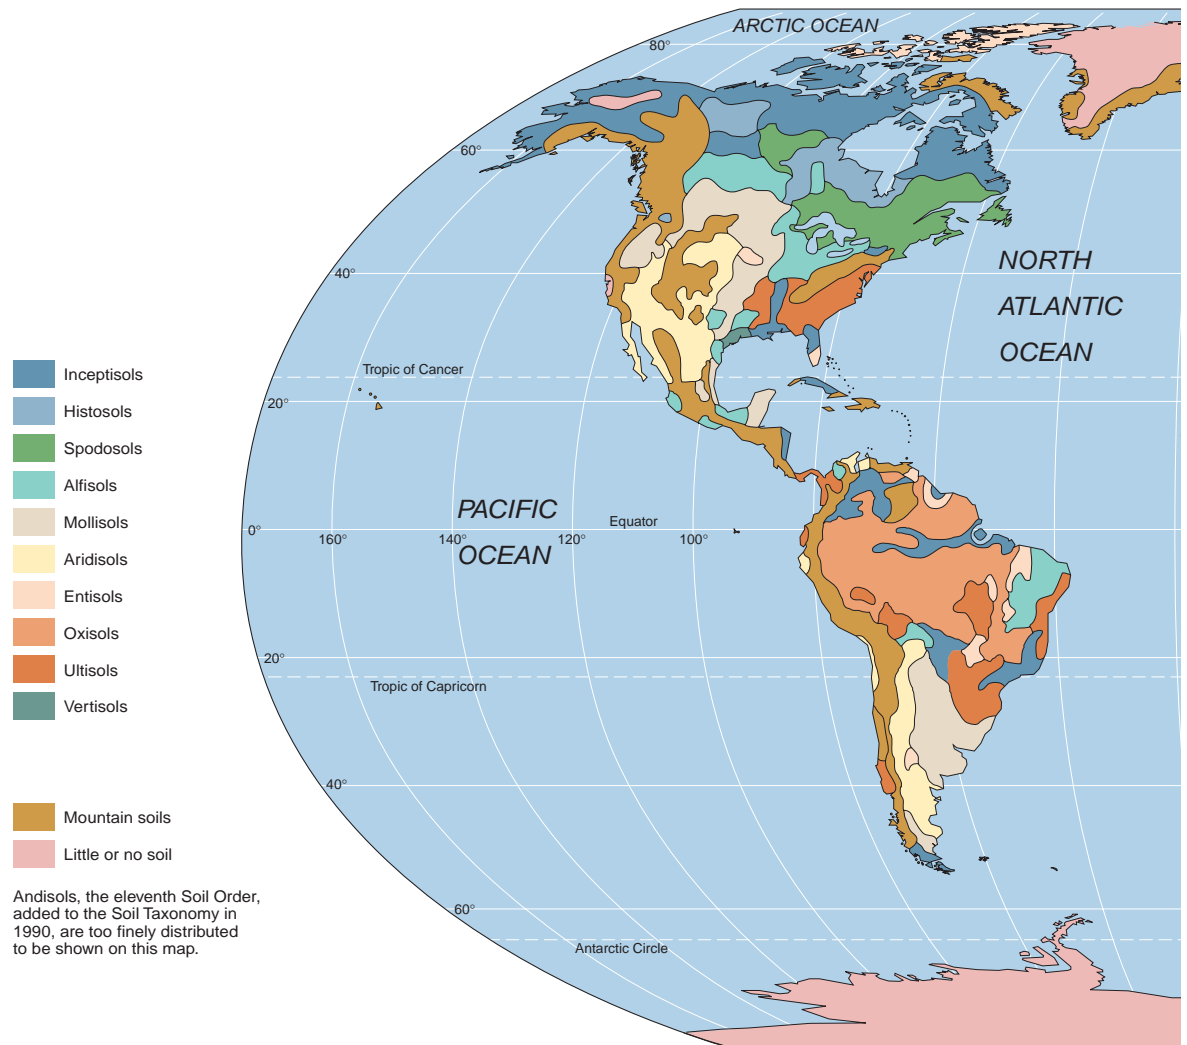 ARCTIC OCEAN
80°
60°
40°
20°
0°
20°
40°
60°
160°
140°
120°
100°
NORTH
ATLANTIC
OCEAN
Tropic of Cancer
PACIFIC
OCEAN
Equator
Tropic of Capricorn
Antarctic Circle
Inceptisols
Histosols
Spodosols
Alfisols
Mollisols
Aridisols
Entisols
Oxisols
Ultisols
Vertisols
Mountain soils
Little or no soil
Andisols, the eleventh Soil Order,
added to the Soil Taxonomy in
1990, are too finely distributed
to be shown on this map.